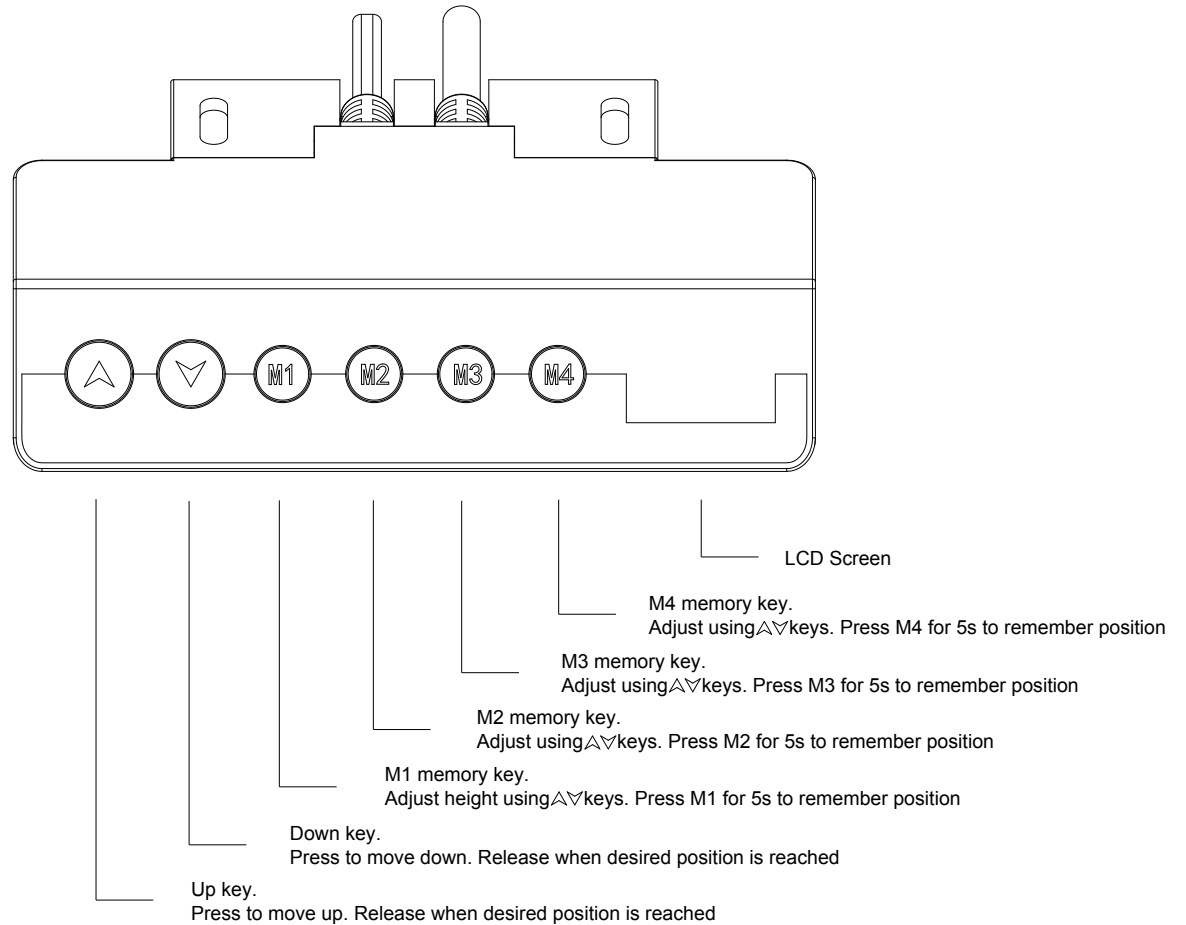 M1 M2 M3 M4
LCD Screen
M4 memory key.
Adjust using⮝⮟keys. Press M4 for 5s to remember position
M3 memory key.
Adjust using⮝⮟keys. Press M3 for 5s to remember position
M2 memory key.
Adjust using⮝⮟keys. Press M2 for 5s to remember position
M1 memory key.
Adjust height using⮝⮟keys. Press M1 for 5s to remember position
Down key.
Press to move down. Release when desired position is reached
Up key.
Press to move up. Release when desired position is reached